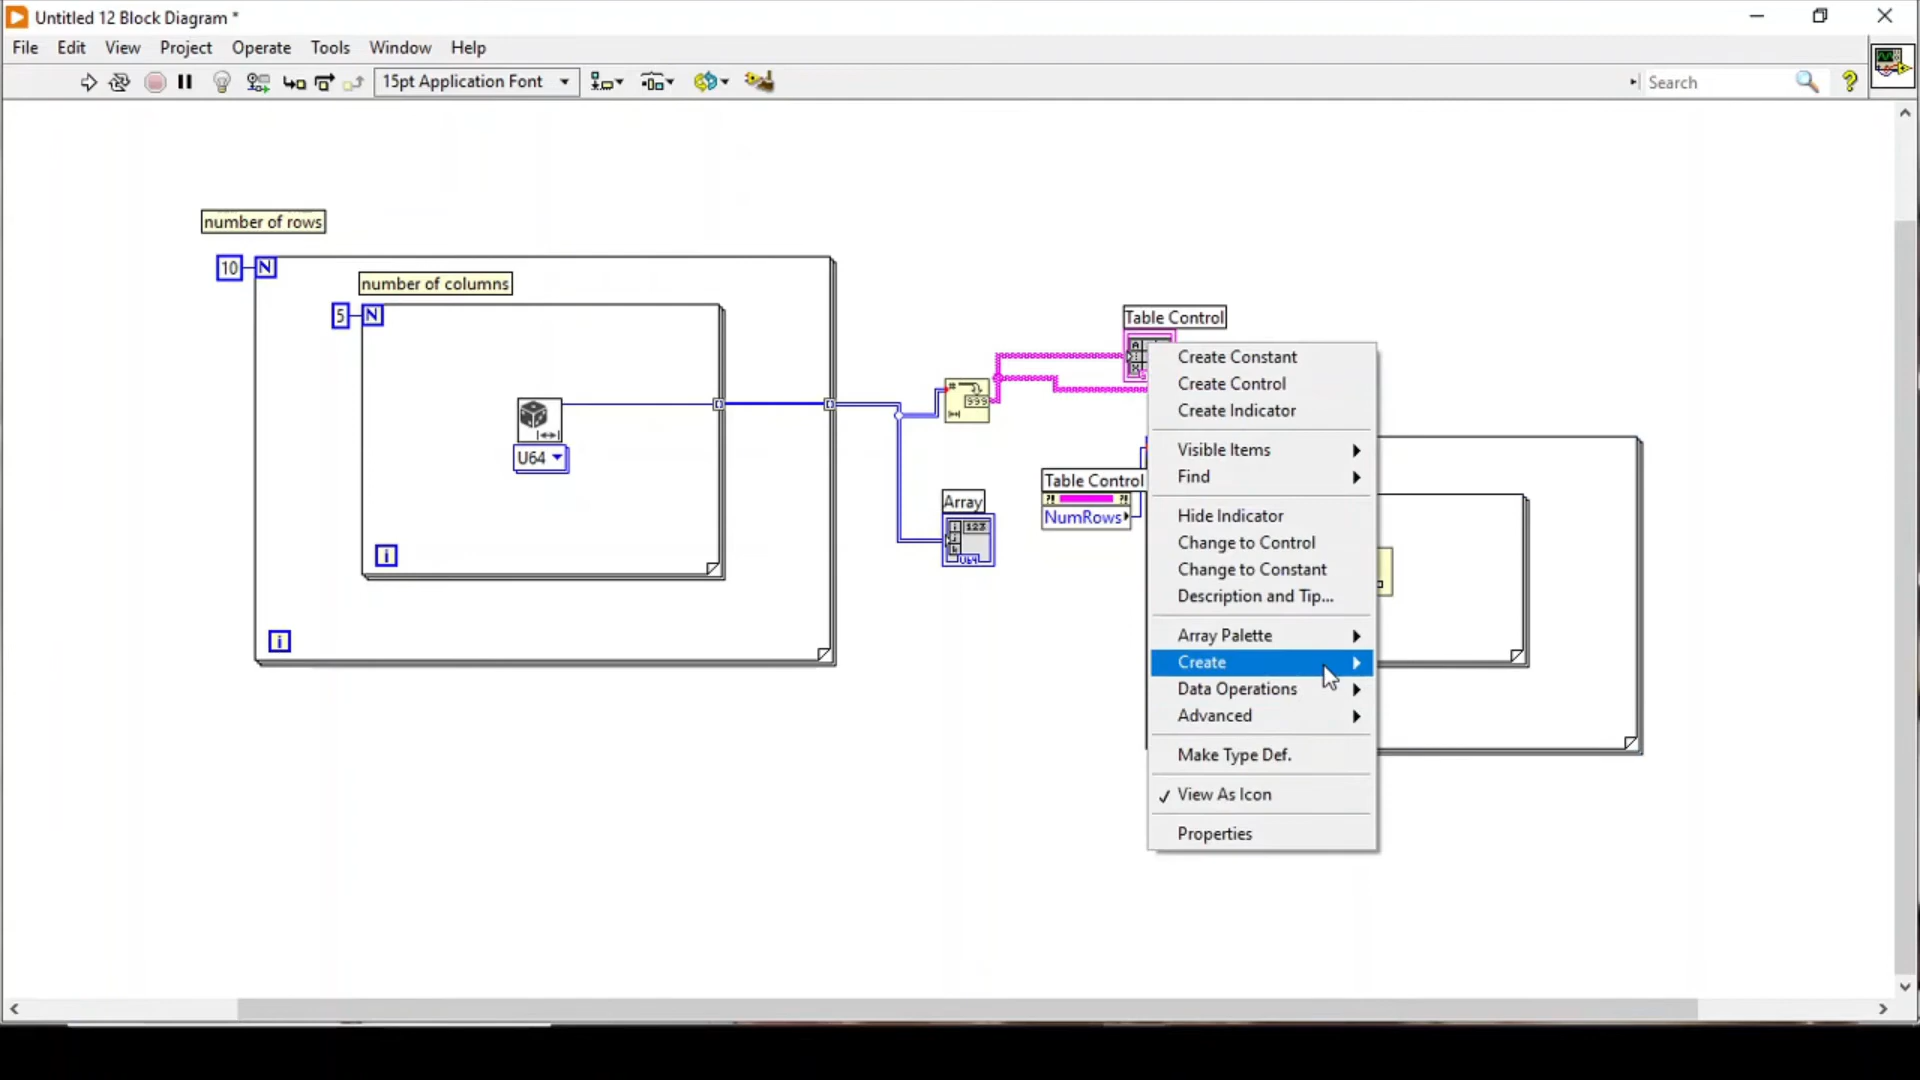 Untitled 12 Block Diagram *
File Edit View Project Operate Tools Window Help
15pt Application Font
Search
number of rows
10 N
number of columns
5 N
U64
i
i
999
Array
123
U64
Table Control
Table Control
NumRows
Create Constant
Create Control
Create Indicator
Visible Items
Find
Hide Indicator
Change to Control
Change to Constant
Description and Tip...
Array Palette
Create
Data Operations
Advanced
Make Type Def.
View As Icon
Properties